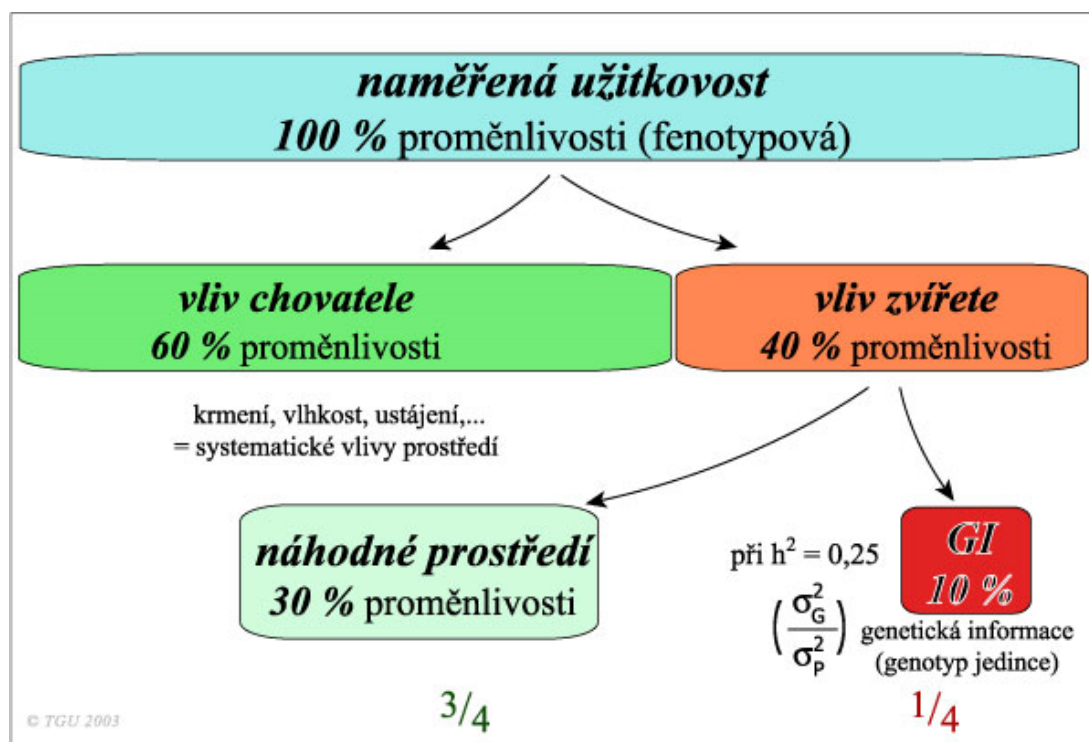 naměřená užitkovost
100 % proměnlivosti (fenotypová)
vliv chovatele
60 % proměnlivosti
vliv zvířete
40 % proměnlivosti
krmení, vlhkost, ustájení,...
= systematické vlivy prostředí
náhodné prostředí
30 % proměnlivosti
při h² = 0,25
(σ²G / σ²P)
GI
10 %
genetická informace
(genotyp jedince)
3/4
1/4
© TGU 2003